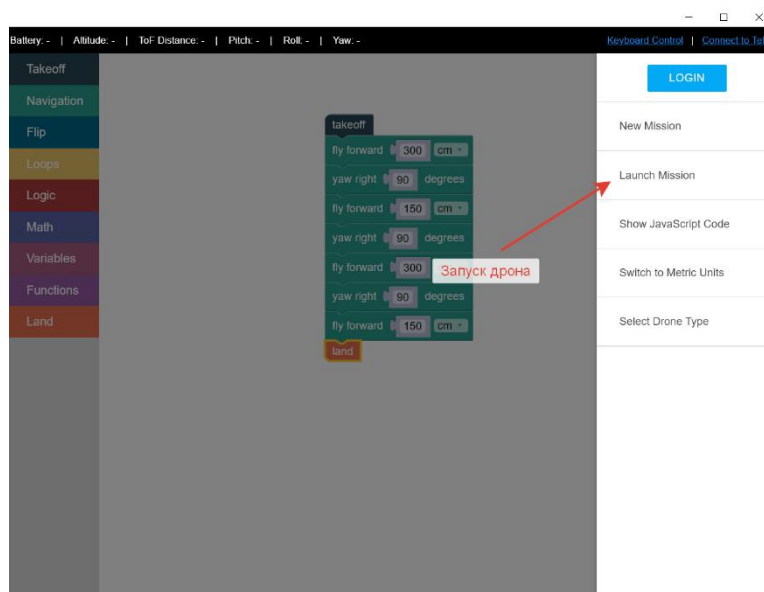 Battery: - | Altitude: - | ToF Distance: - | Pitch: - | Roll: - | Yaw: - Keyboard Control | Connect to Tel
LOGIN
Takeoff
Navigation
Flip
Loops
Logic
Math
Variables
Functions
Land
takeoff
fly forward 300 cm
yaw right 90 degrees
fly forward 150 cm
yaw right 90 degrees
fly forward 300
yaw right 90 degrees
fly forward 150 cm
land
Запуск дрона
New Mission
Launch Mission
Show JavaScript Code
Switch to Metric Units
Select Drone Type